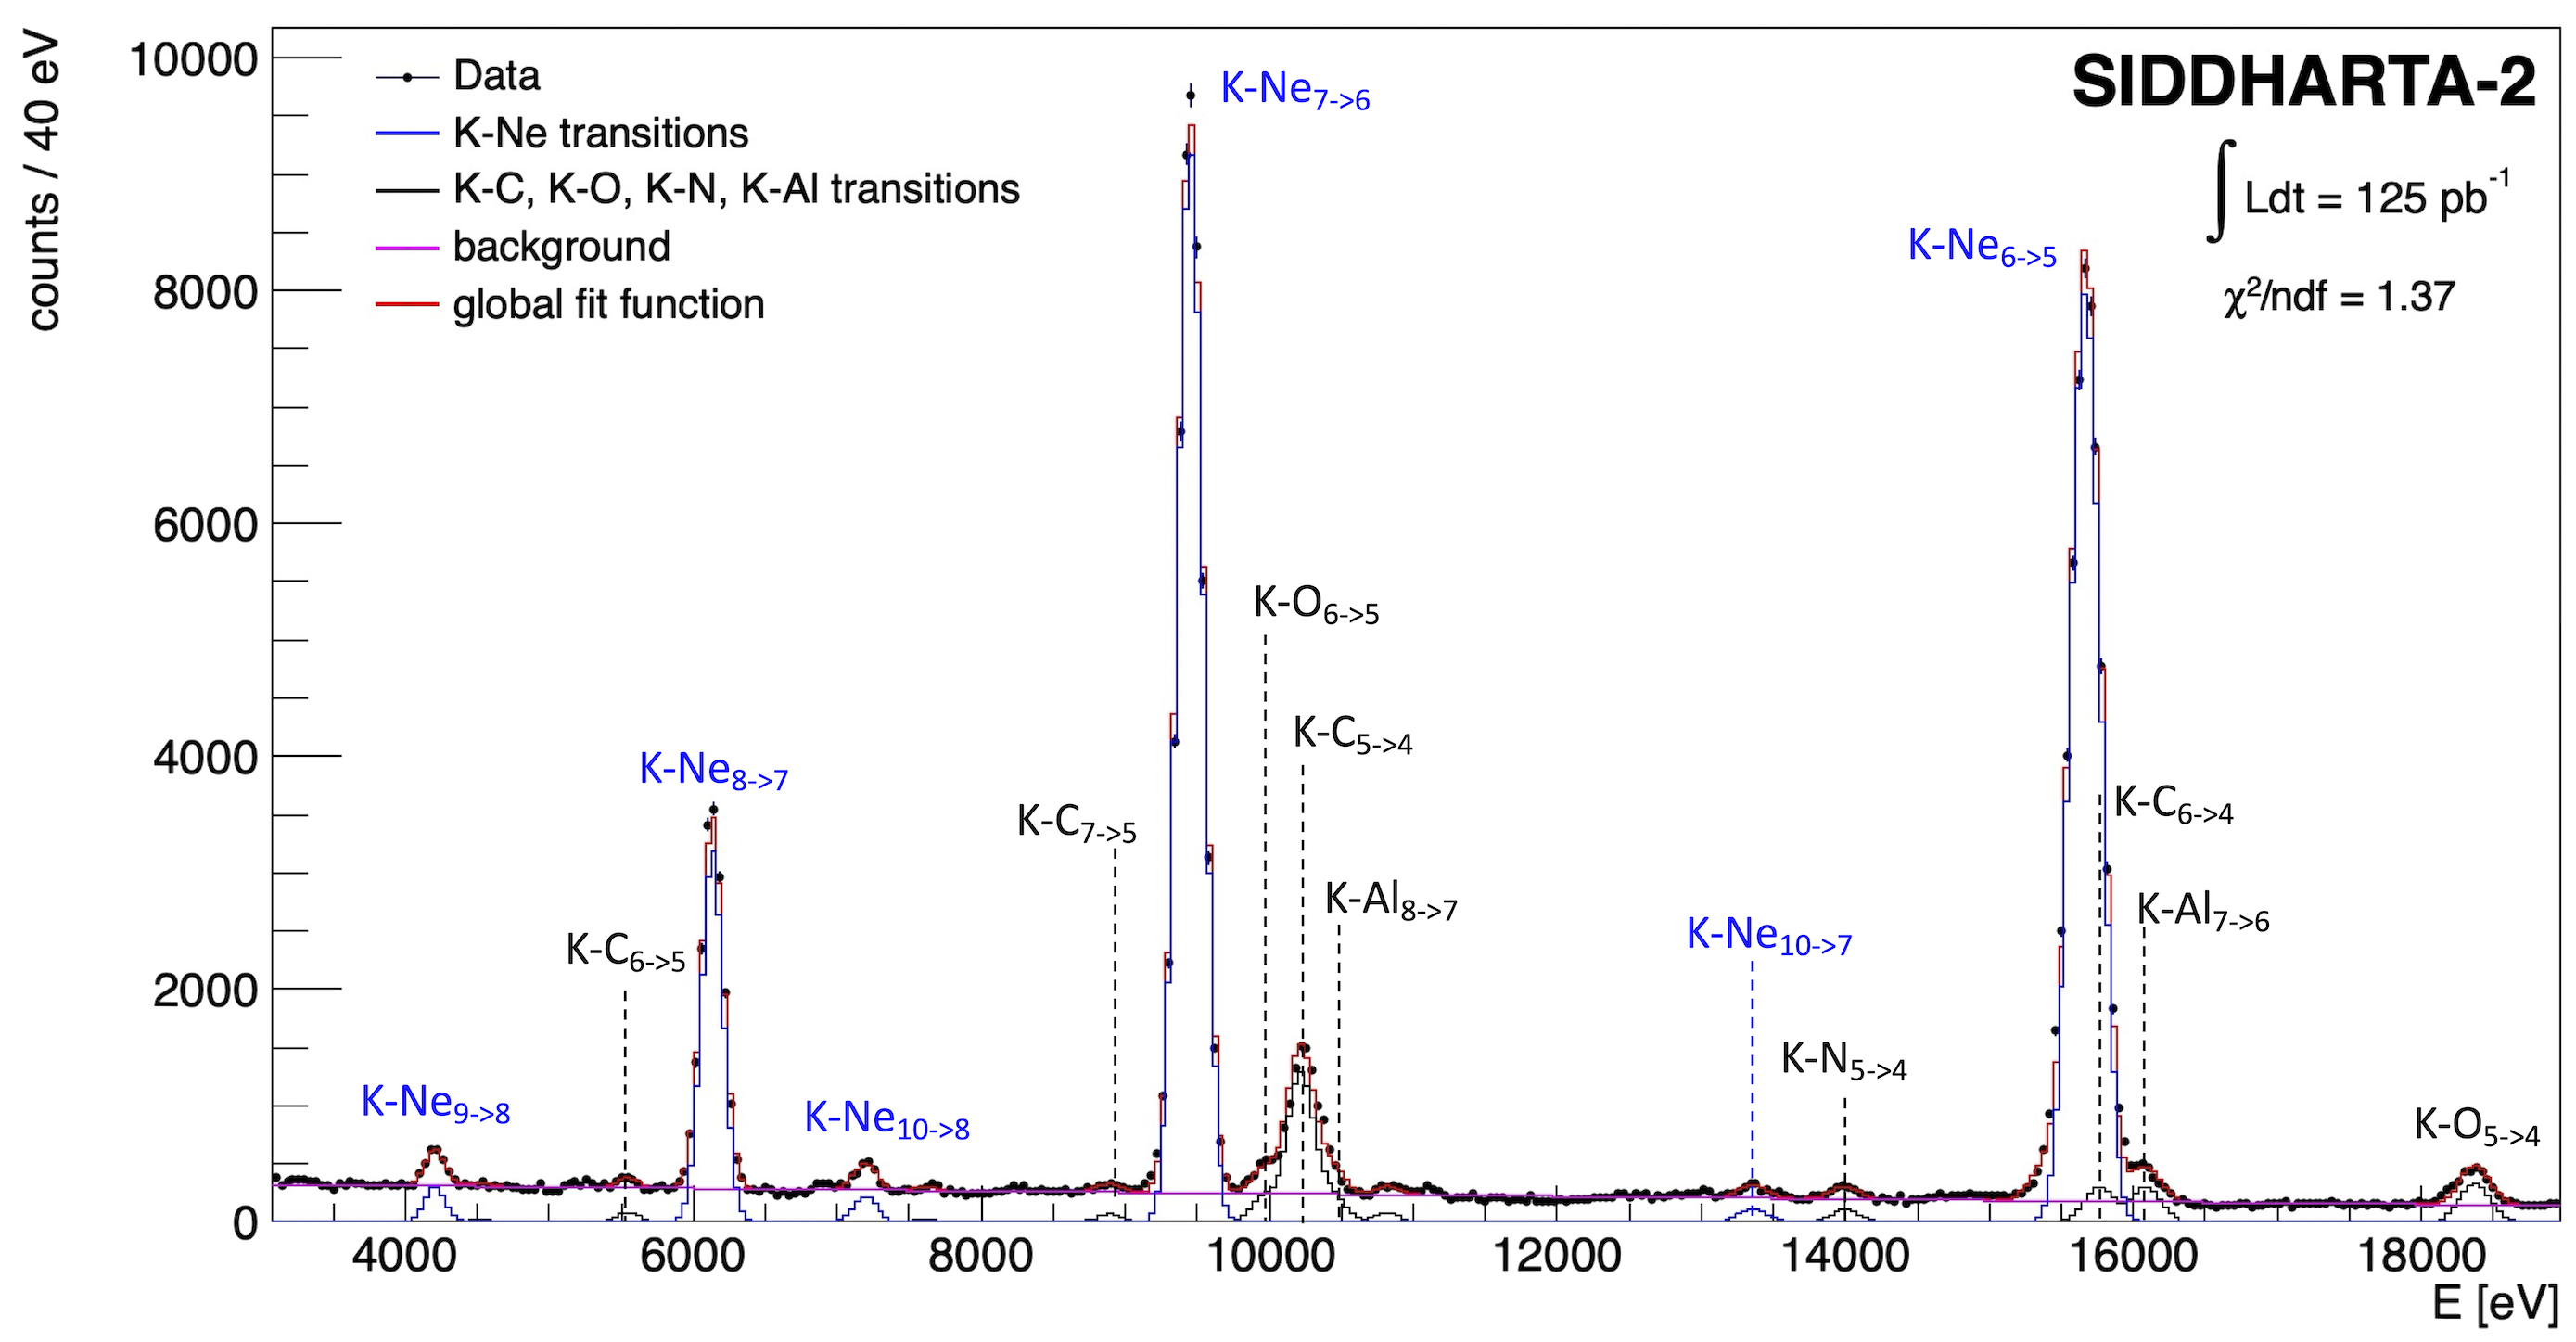 counts / 40 eV
10000
8000
6000
4000
2000
0
Data
K-Ne transitions
K-C, K-O, K-N, K-Al transitions
background
global fit function
SIDDHARTA-2
∫ Ldt = 125 pb⁻¹
χ²/ndf = 1.37
K-Ne7->6
K-Ne6->5
K-O6->5
K-C5->4
K-Ne8->7
K-C7->5
K-C6->4
K-Al8->7
K-Al7->6
K-C6->5
K-Ne10->7
K-N5->4
K-Ne9->8
K-Ne10->8
K-O5->4
4000 6000 8000 10000 12000 14000 16000 18000
E [eV]